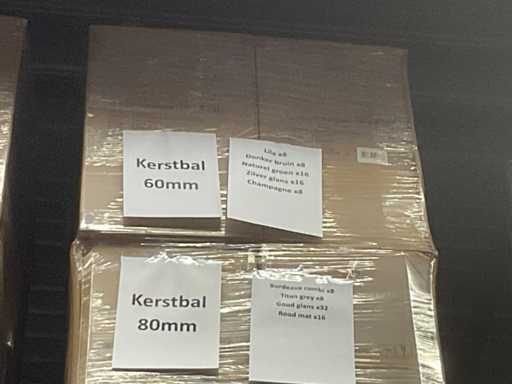 Kerstbal
60mm
Lila x8
Donker bruin x8
Naturel groen x16
Zilver glans x16
Champagne x8
Kerstbal
80mm
Bordeaux combi x8
Titan grey x8
Goud glans x32
Rood mat x16